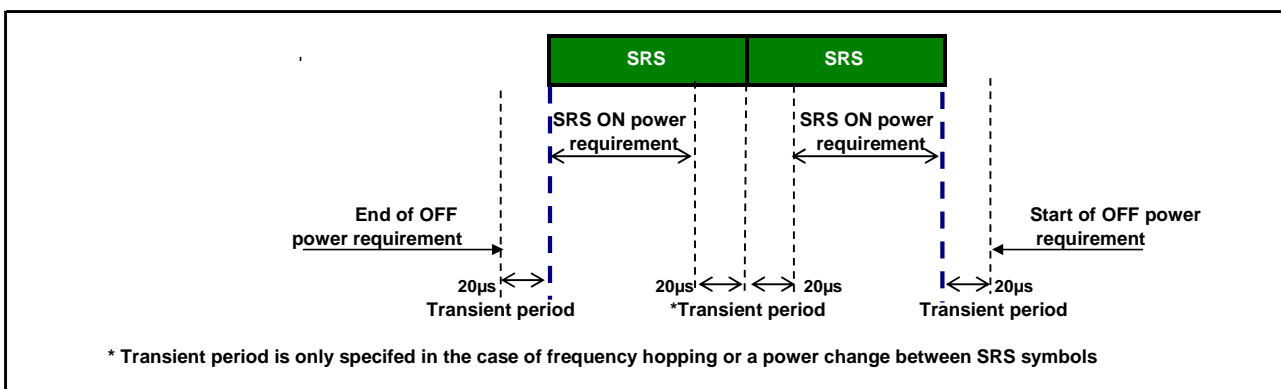 SRS SRS
SRS ON power
requirement
SRS ON power
requirement
End of OFF
power requirement
Start of OFF power
requirement
20µs 20µs 20µs 20µs
Transient period *Transient period Transient period
* Transient period is only specifed in the case of frequency hopping or a power change between SRS symbols